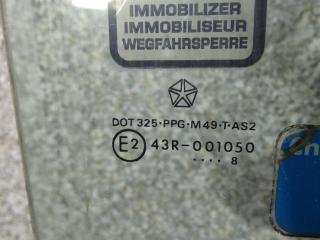 IMMOBILIZER
IMMOBILISEUR
WEGFAHRSPERRE
DOT 325·PPG·M49·T·AS2
E2 43R-001050
.... 8